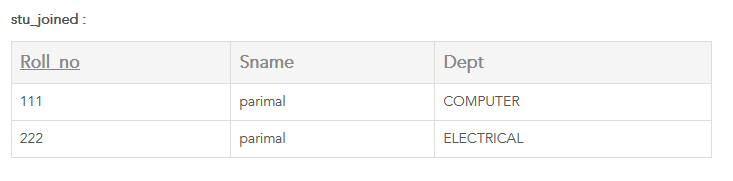 stu_joined :
Roll_no Sname Dept
111 parimal COMPUTER
222 parimal ELECTRICAL